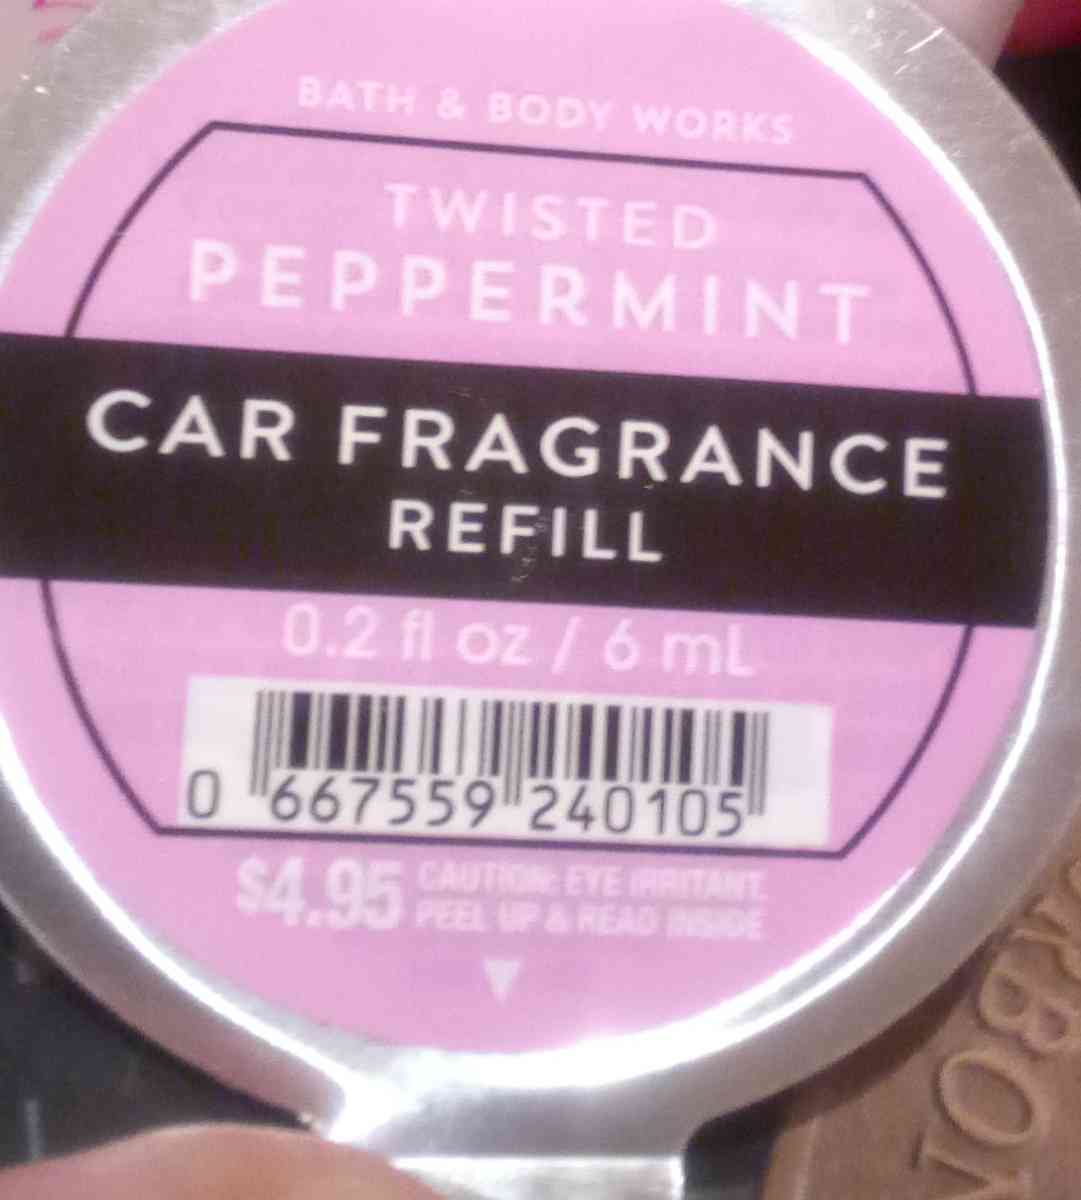 BATH & BODY WORKS
TWISTED
PEPPERMINT
CAR FRAGRANCE
REFILL
0.2 fl oz / 6 mL
0 667559 240105
$4.95 CAUTION: EYE IRRITANT.
PEEL UP & READ INSIDE